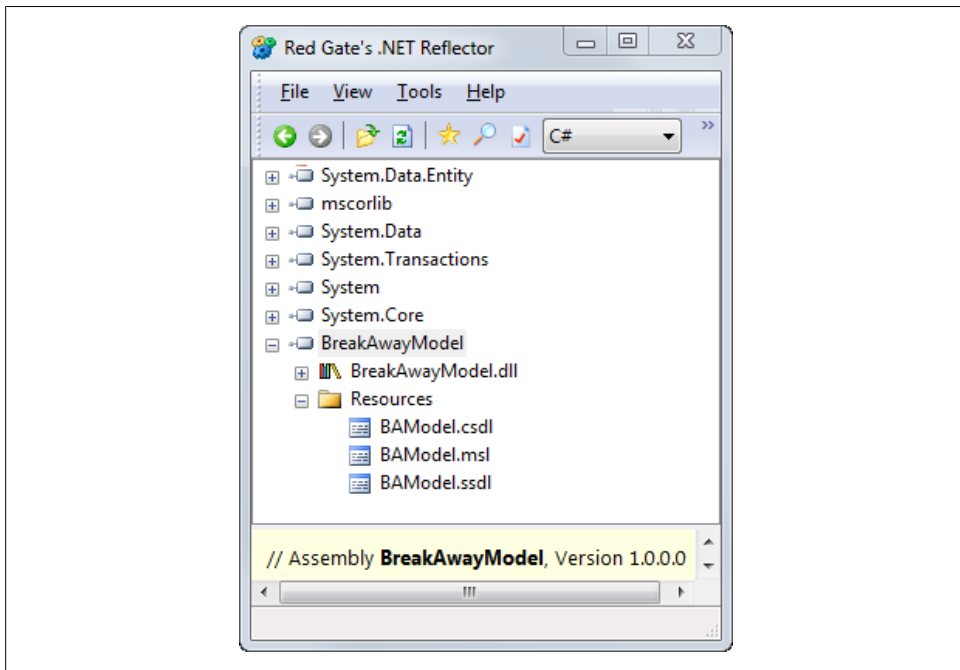 Red Gate's .NET Reflector
File View Tools Help
C#
System.Data.Entity
mscorlib
System.Data
System.Transactions
System
System.Core
BreakAwayModel
BreakAwayModel.dll
Resources
BAModel.csdl
BAModel.msl
BAModel.ssdl
// Assembly BreakAwayModel, Version 1.0.0.0